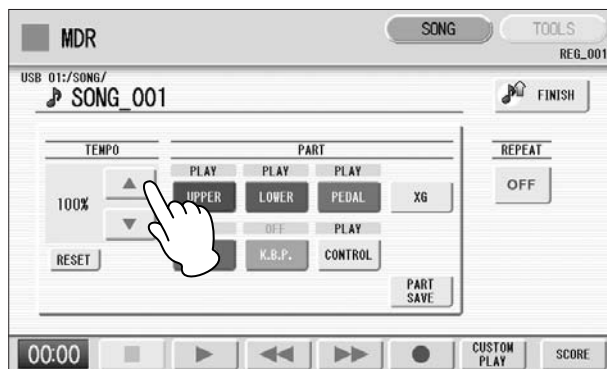 MDR
SONG
TOOLS
REG_001
USB 01:/SONG/
SONG_001
FINISH
TEMPO
PART
REPEAT
PLAY PLAY PLAY
100%
UPPER LOWER PEDAL XG
OFF
OFF PLAY
K.B.P. CONTROL
RESET
PART
SAVE
00:00
CUSTOM
PLAY
SCORE